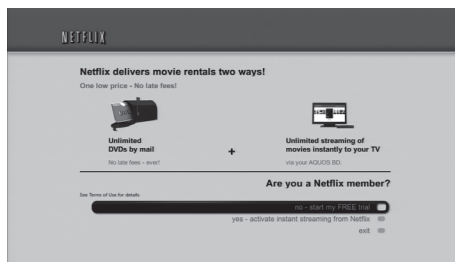 NETFLIX
Netflix delivers movie rentals two ways!
One low price - No late fees!
Unlimited
DVDs by mail
No late fees - ever!
+
Unlimited streaming of
movies instantly to your TV
via your AQUOS BD.
Are you a Netflix member?
See Terms of Use for details
no - start my FREE trial
yes - activate instant streaming from Netflix
exit